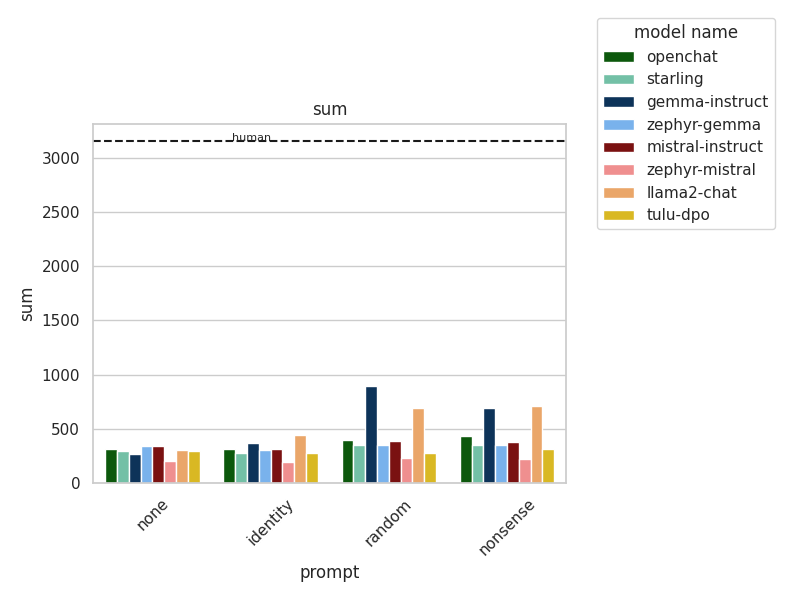 model name
openchat
starling
gemma-instruct
zephyr-gemma
mistral-instruct
zephyr-mistral
llama2-chat
tulu-dpo
sum
human
3000
2500
2000
1500
1000
500
0
sum
none
identity
random
nonsense
prompt